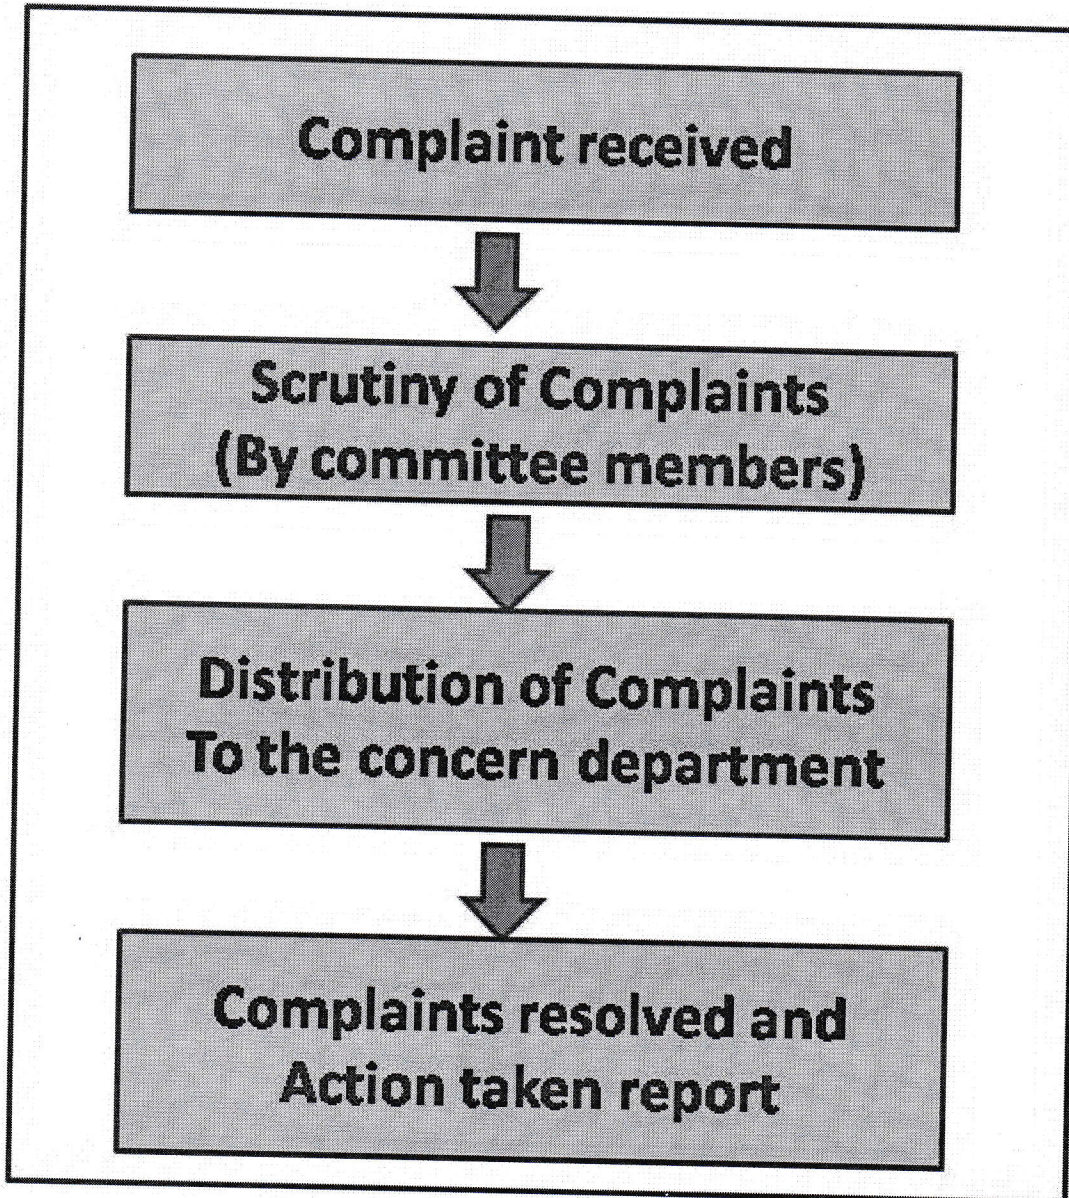 Complaint received
Scrutiny of Complaints
(By committee members)
Distribution of Complaints
To the concern department
Complaints resolved and
Action taken report